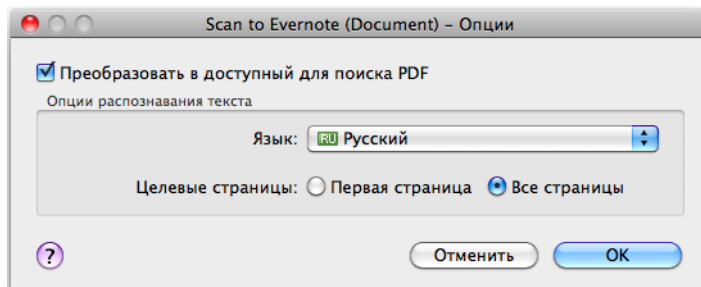 Scan to Evernote (Document) – Опции
Преобразовать в доступный для поиска PDF
Опции распознавания текста
Язык: RU Русский
Целевые страницы: Первая страница Все страницы
? Отменить OK